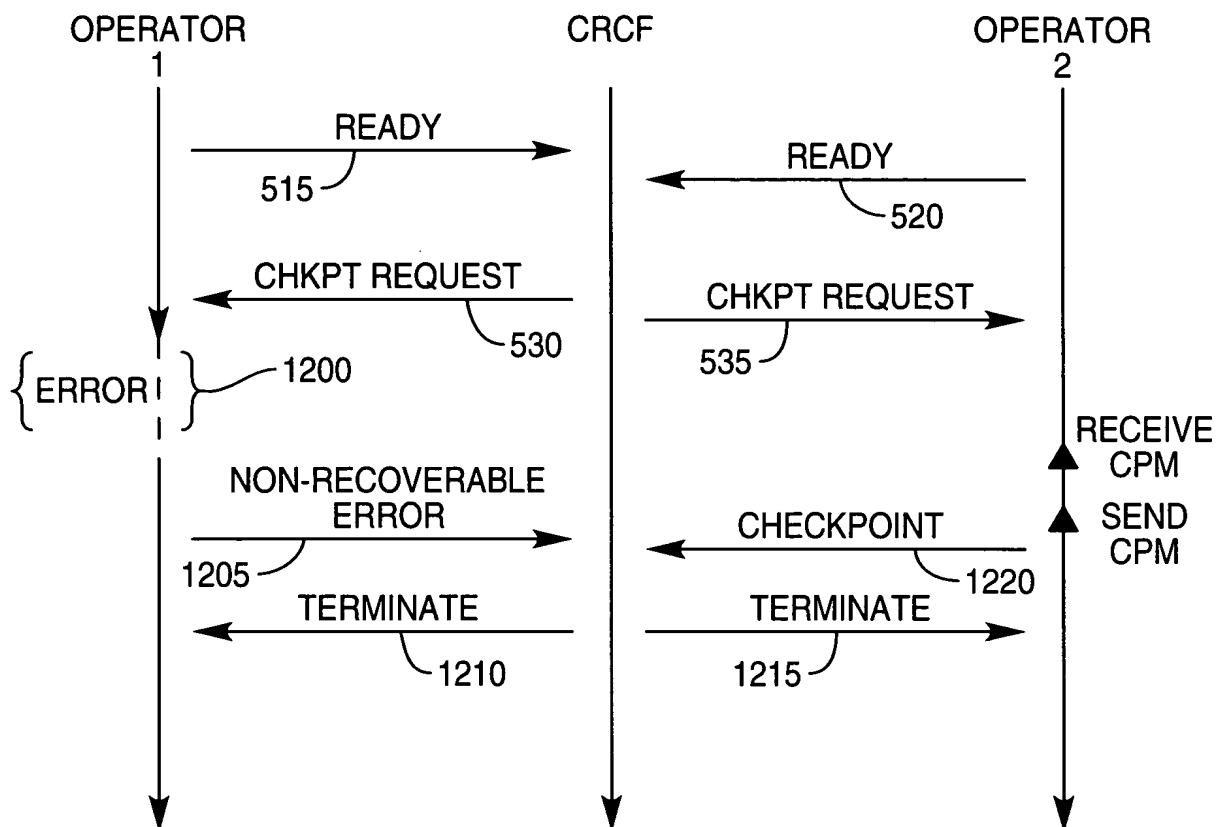 OPERATOR
1
CRCF
OPERATOR
2
READY
515
READY
520
CHKPT REQUEST
530
CHKPT REQUEST
535
{ERROR}
1200
RECEIVE
CPM
NON-RECOVERABLE
ERROR
1205
SEND
CPM
CHECKPOINT
1220
TERMINATE
1210
TERMINATE
1215